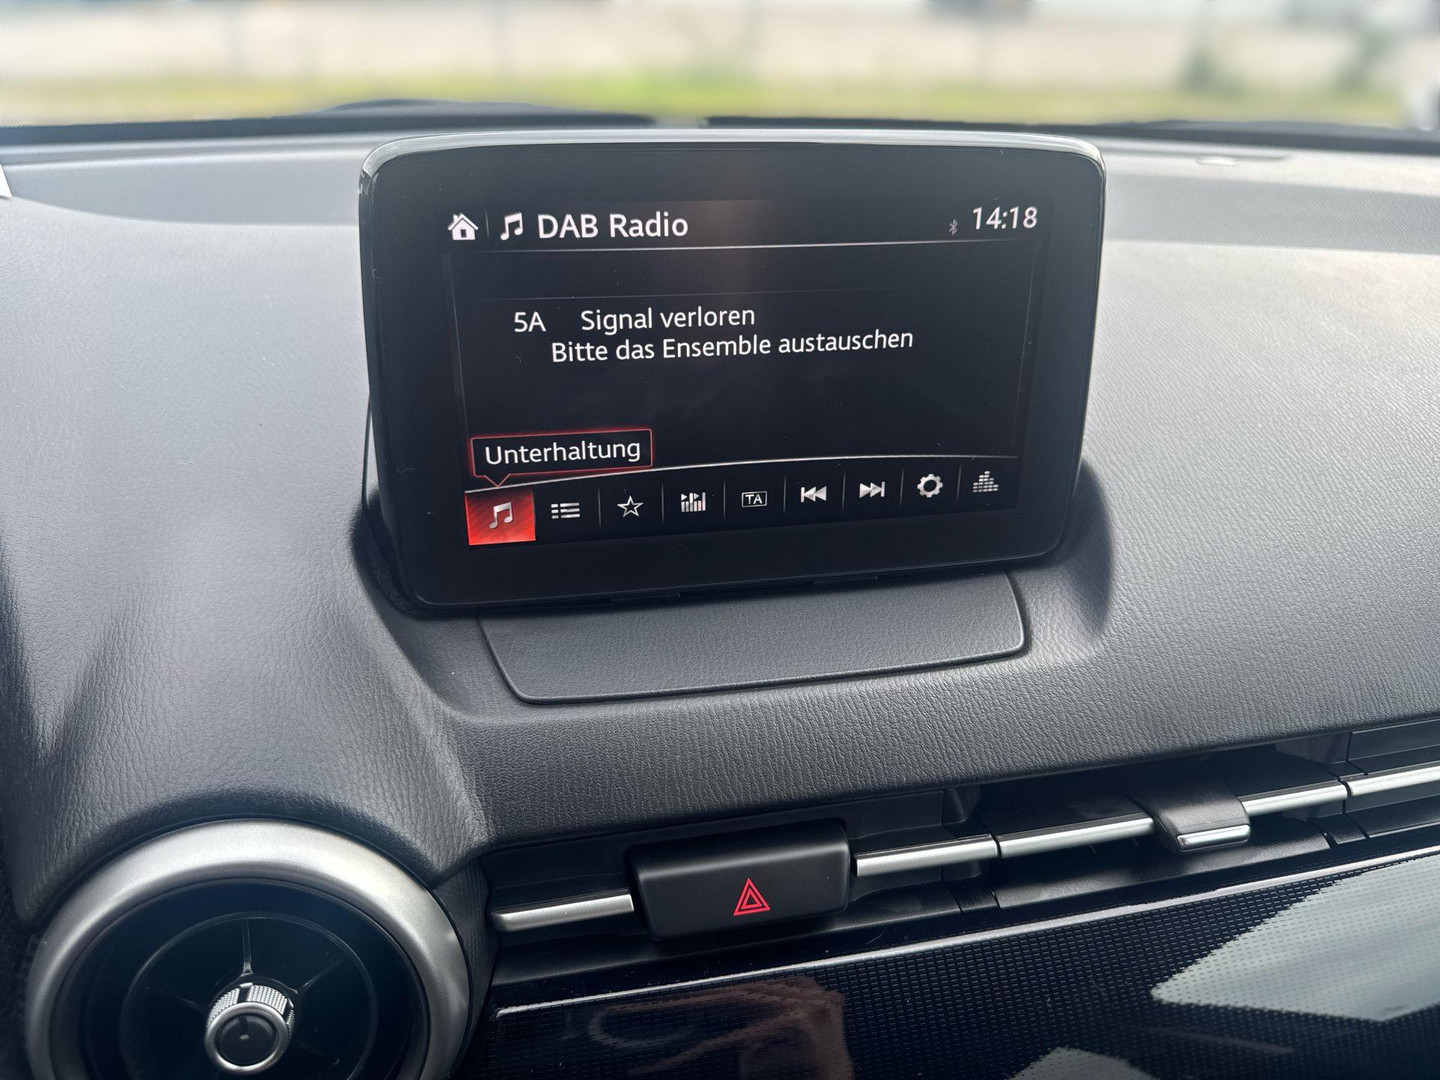 DAB Radio
14:18
5A Signal verloren
Bitte das Ensemble austauschen
Unterhaltung
TA